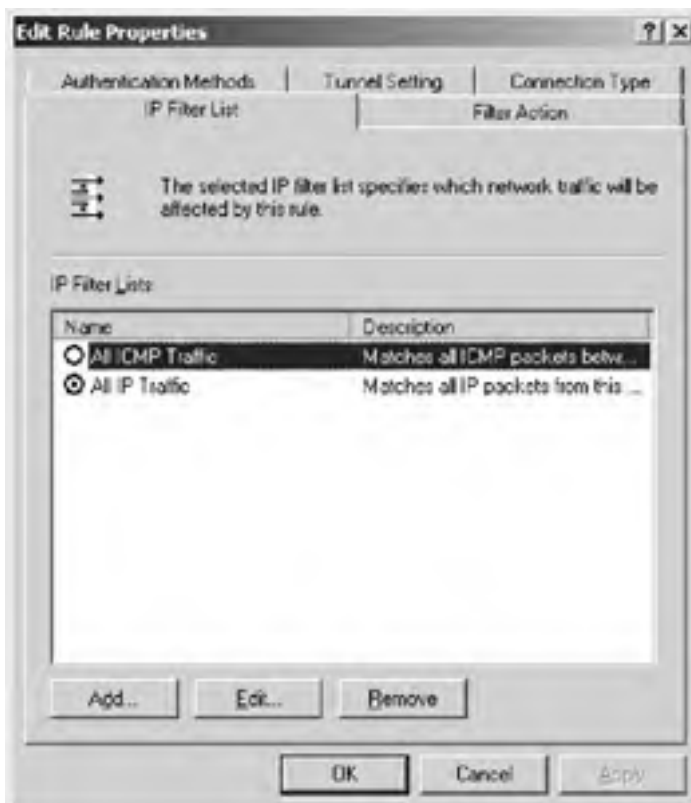 Edit Rule Properties
Authentication Methods
Tunnel Setting
Connection Type
IP Filter List
Filter Action
The selected IP filter list specifies which network traffic will be
affected by this rule.
IP Filter Lists:
Name Description
All ICMP Traffic Matches all ICMP packets betw...
All IP Traffic Matches all IP packets from this ...
Add... Edit... Remove
OK Cancel Apply